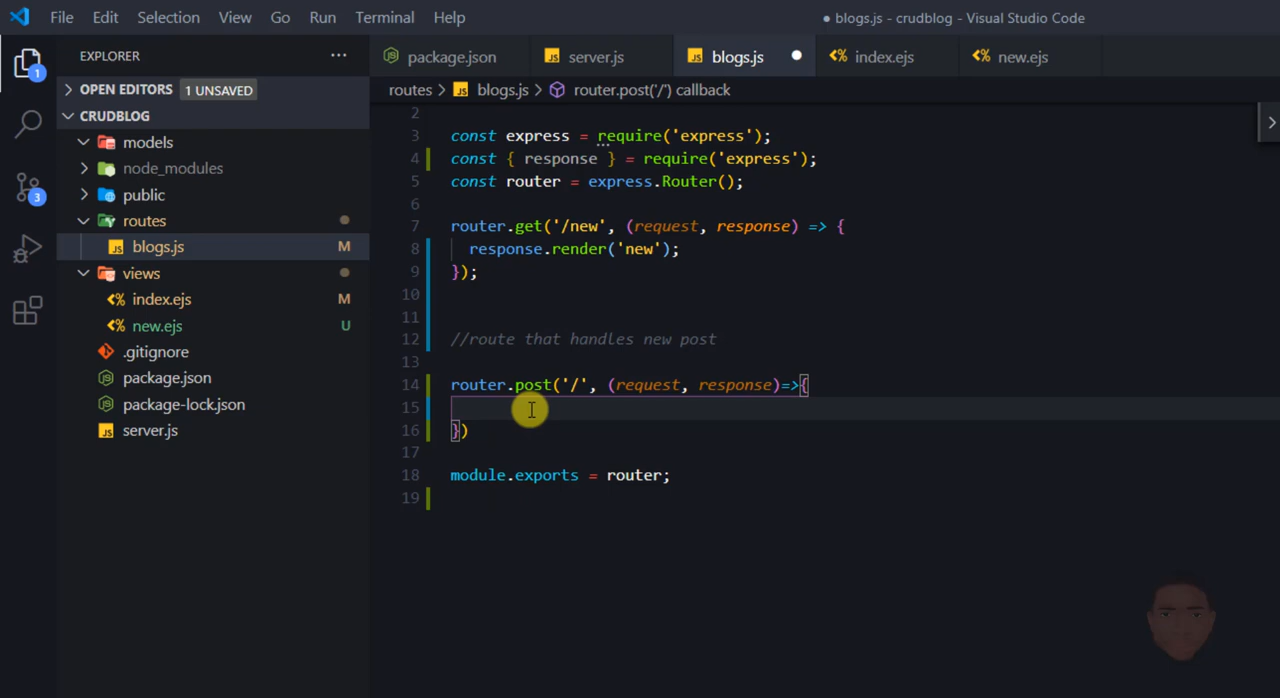 File Edit Selection View Go Run Terminal Help
● blogs.js - crudblog - Visual Studio Code
EXPLORER ···
1
3
OPEN EDITORS 1 UNSAVED
CRUDBLOG
models
node_modules
public
routes
blogs.js M
views
index.ejs M
new.ejs U
.gitignore
package.json
package-lock.json
server.js
package.json server.js blogs.js index.ejs new.ejs
routes > blogs.js > router.post('/') callback
2
3 const express = require('express');
4 const { response } = require('express');
5 const router = express.Router();
6
7 router.get('/new', (request, response) => {
8 response.render('new');
9 });
10
11
12 //route that handles new post
13
14 router.post('/', (request, response)=>{
15
16 })
17
18 module.exports = router;
19